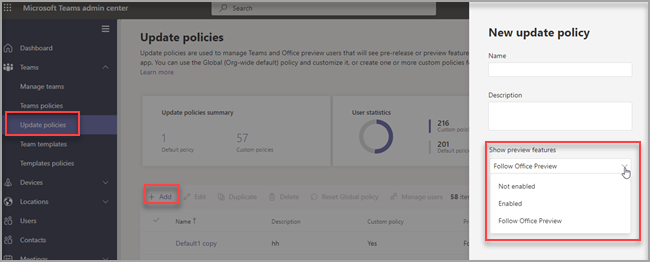 Microsoft Teams admin center
Search
Dashboard
Teams
Manage teams
Teams policies
Update policies
Team templates
Templates policies
Devices
Locations
Users
Contacts
Meetings
Update policies
Update policies are used to manage Teams and Office preview users that will see pre-release or preview feature
app. You can use the Global (Org-wide default) policy and customize it, or create one or more custom policies f
Learn more
Update policies summary
1
Default policy
57
Custom policies
User statistics
216
Custom polic
201
Default polic
+ Add
Edit
Duplicate
Delete
Reset Global policy
Manage users
58 ite
Name ↑
Description
Custom policy
Default1 copy
hh
Yes
New update policy
Name
Description
Show preview features
Follow Office Preview
Not enabled
Enabled
Follow Office Preview